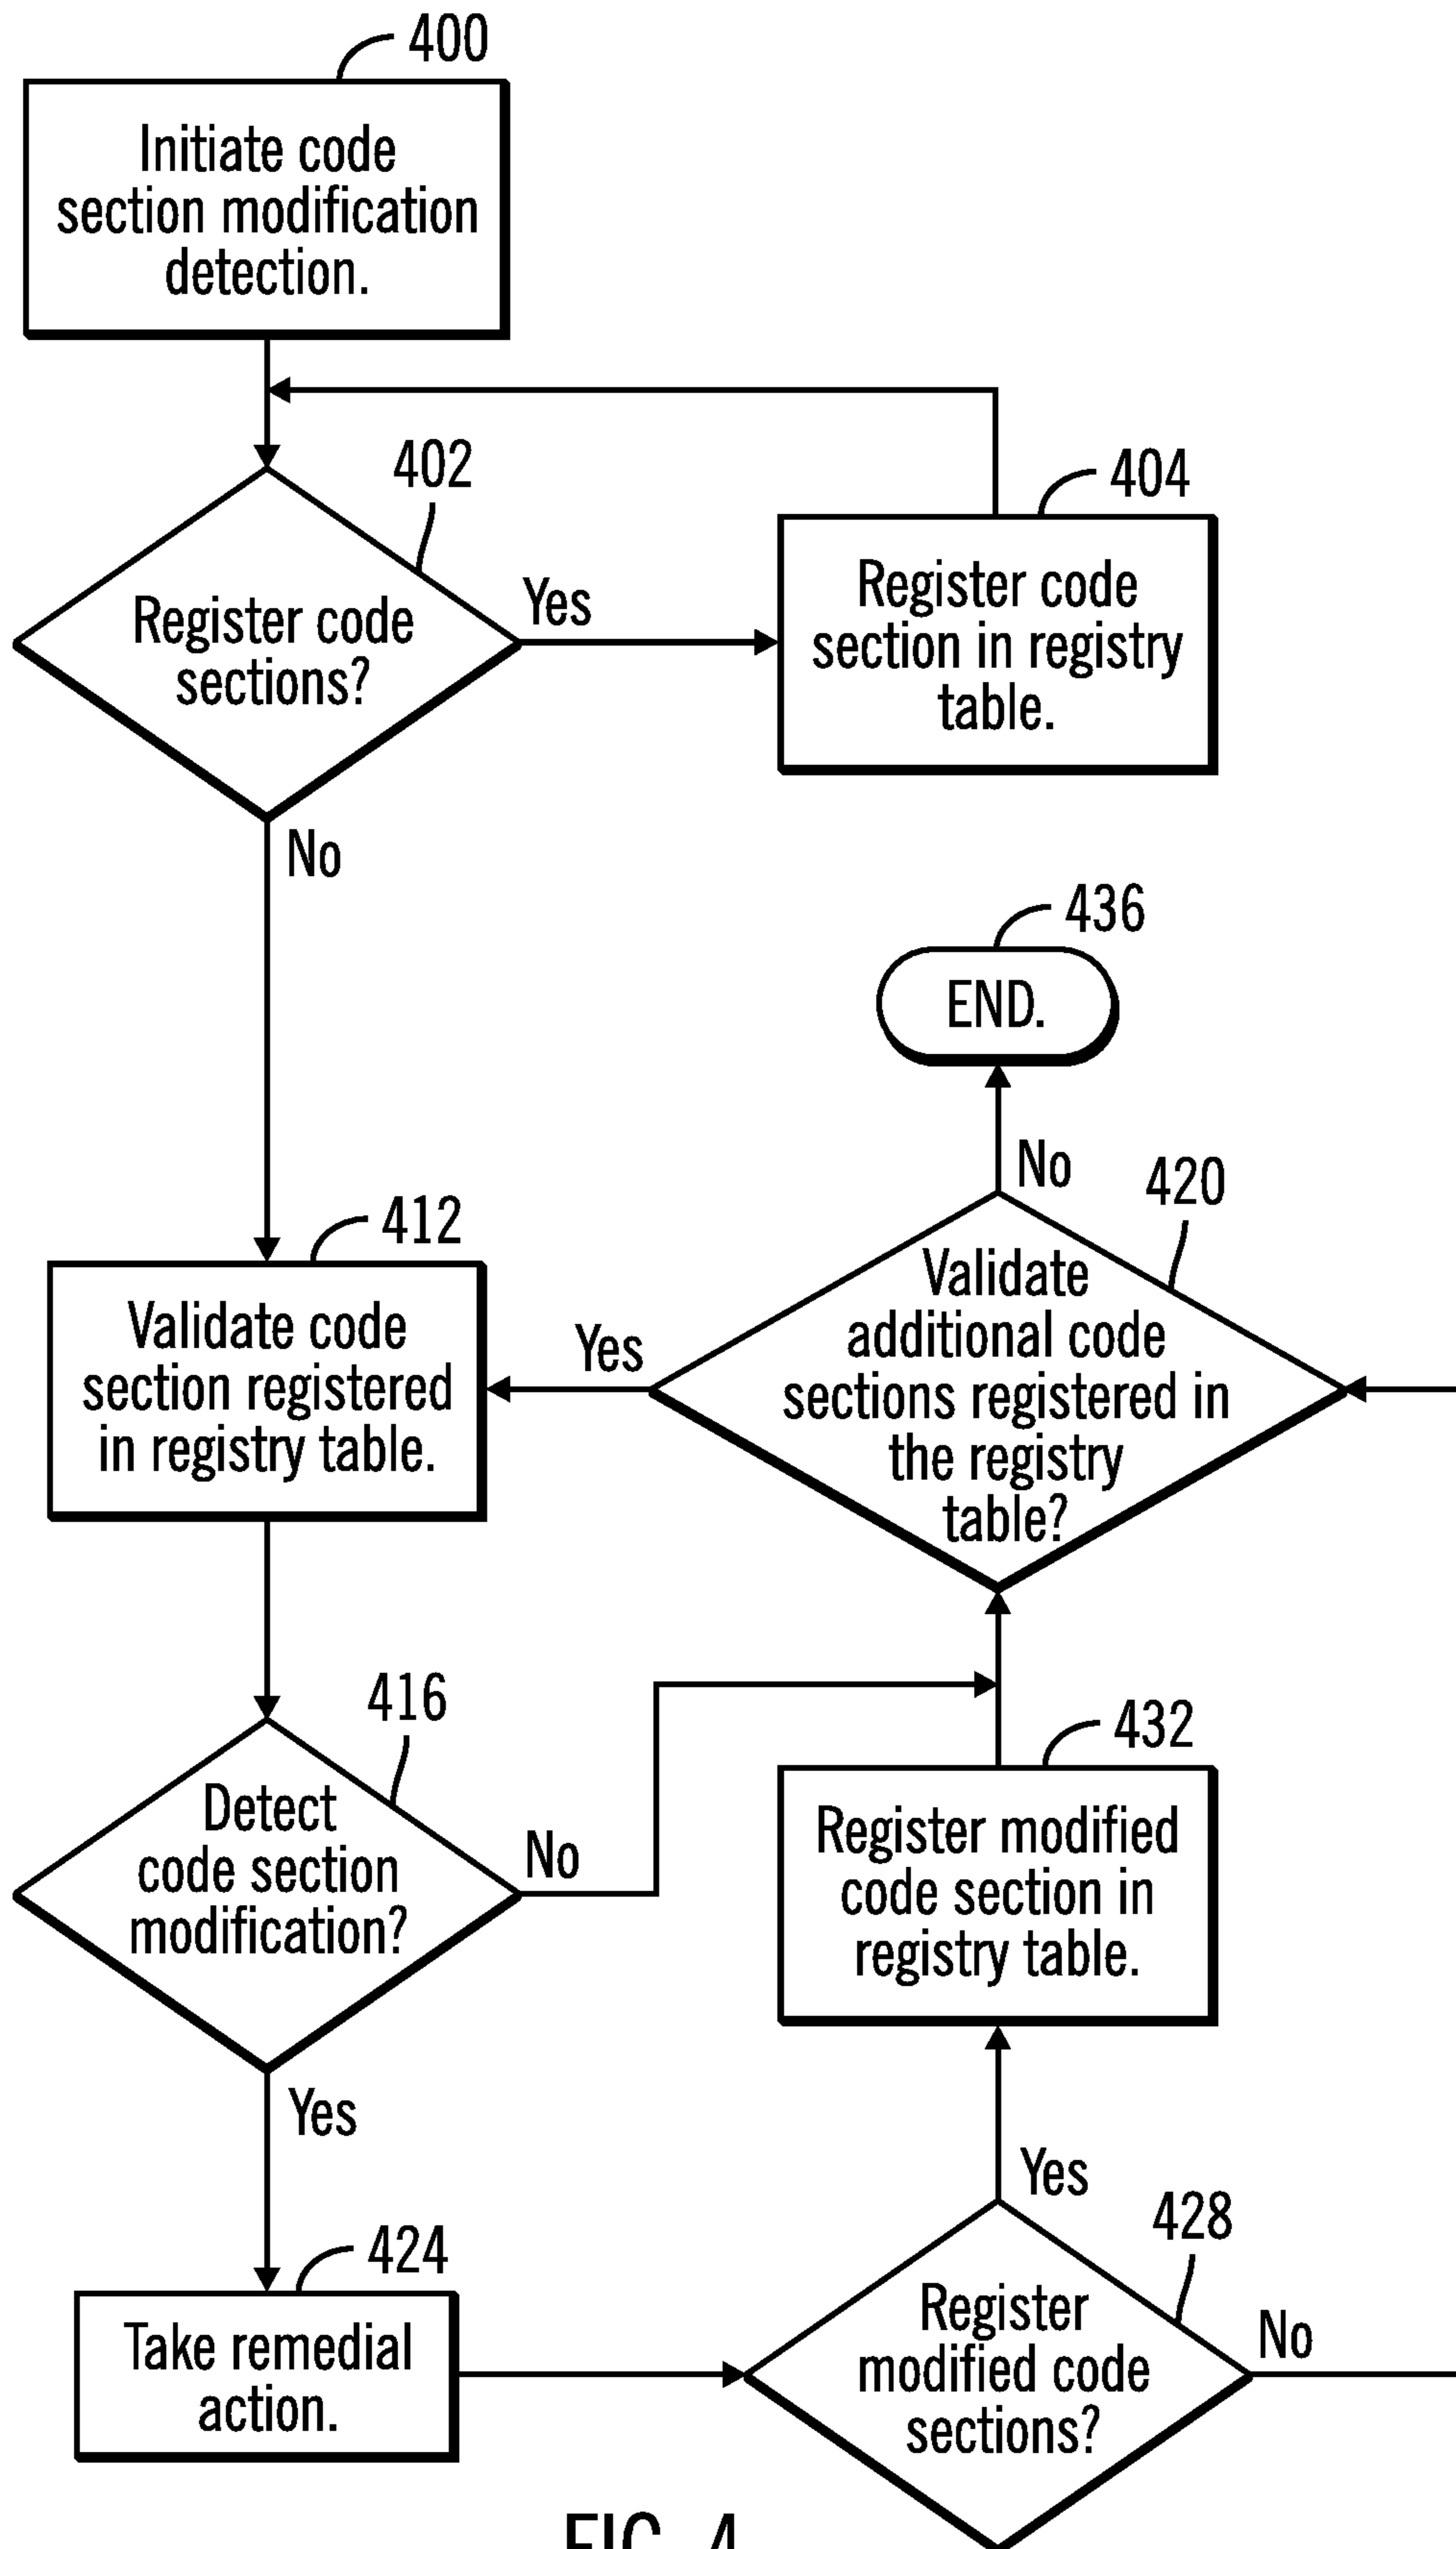 400
Initiate code
section modification
detection.
402
Register code
sections?
Yes
No
404
Register code
section in registry
table.
436
END.
No
420
Validate
additional code
sections registered in
the registry
table?
Yes
412
Validate code
section registered
in registry table.
416
Detect
code section
modification?
No
Yes
432
Register modified
code section in
registry table.
Yes
428
Register
modified code
sections?
No
424
Take remedial
action.
FIG. 4